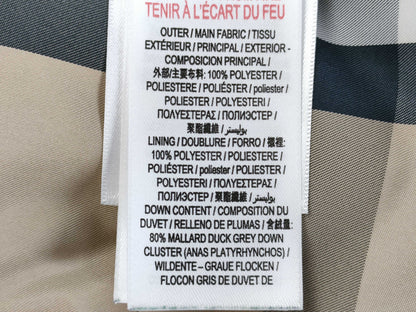 TENIR À L'ÉCART DU FEU
OUTER / MAIN FABRIC / TISSU
EXTÉRIEUR / PRINCIPAL / EXTERIOR -
COMPOSICION PRINCIPAL /
外部/主要布料: 100% POLYESTER /
POLIESTERE / POLIÉSTER / poliester /
POLIESTER / POLYESTERI /
ΠΟΛΥΕΣΤΕΡΑΣ / ПОЛИЭСТЕР /
聚酯纖維 / بوليستر /
LINING / DOUBLURE / FORRO / 襯裡:
100% POLYESTER / POLIESTERE /
POLIÉSTER / poliester / POLIESTER /
POLYESTERI / ΠΟΛΥΕΣΤΕΡΑΣ /
ПОЛИЭСТЕР / 聚酯纖維 / بوليستر /
DOWN CONTENT / COMPOSITION DU
DUVET / RELLENO DE PLUMAS / 含絨量:
80% MALLARD DUCK GREY DOWN
CLUSTER (ANAS PLATYRHYNCHOS) /
WILDENTE – GRAUE FLOCKEN /
FLOCON GRIS DE DUVET DE